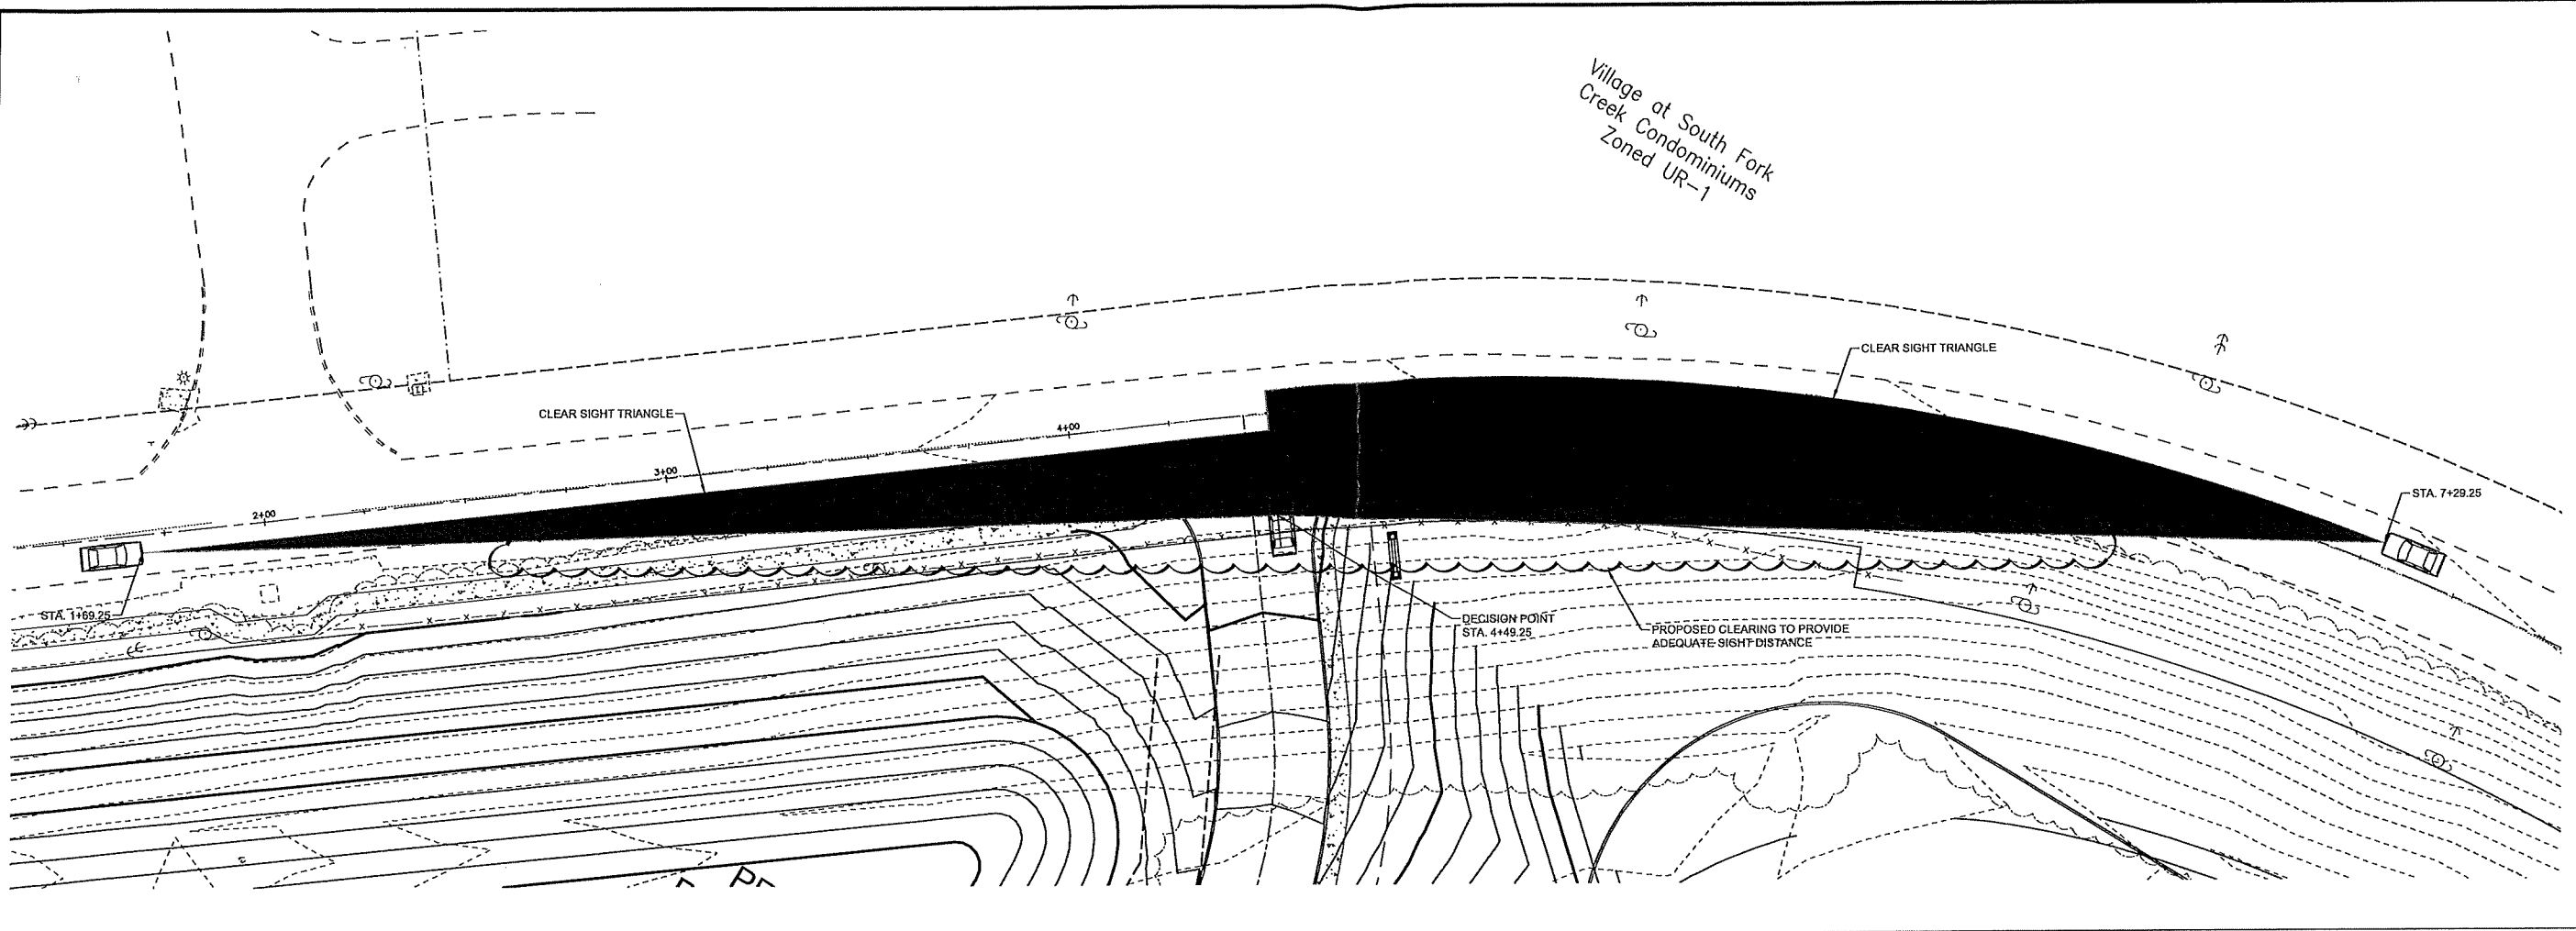 Village at South Fork
Creek Condominiums
Zoned UR-1
CLEAR SIGHT TRIANGLE
CLEAR SIGHT TRIANGLE
4+00
3+00
2+00
STA. 7+29.25
STA. 1+69.25
DECISION POINT
STA. 4+49.25
PROPOSED CLEARING TO PROVIDE
ADEQUATE SIGHT DISTANCE